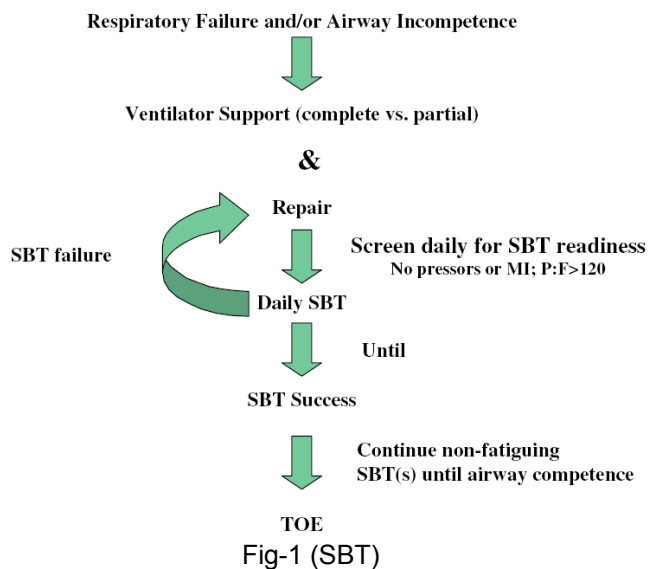 Respiratory Failure and/or Airway Incompetence
Ventilator Support (complete vs. partial)
&
Repair
SBT failure
Screen daily for SBT readiness
No pressors or MI; P:F>120
Daily SBT
Until
SBT Success
Continue non-fatiguing
SBT(s) until airway competence
TOE
Fig-1 (SBT)